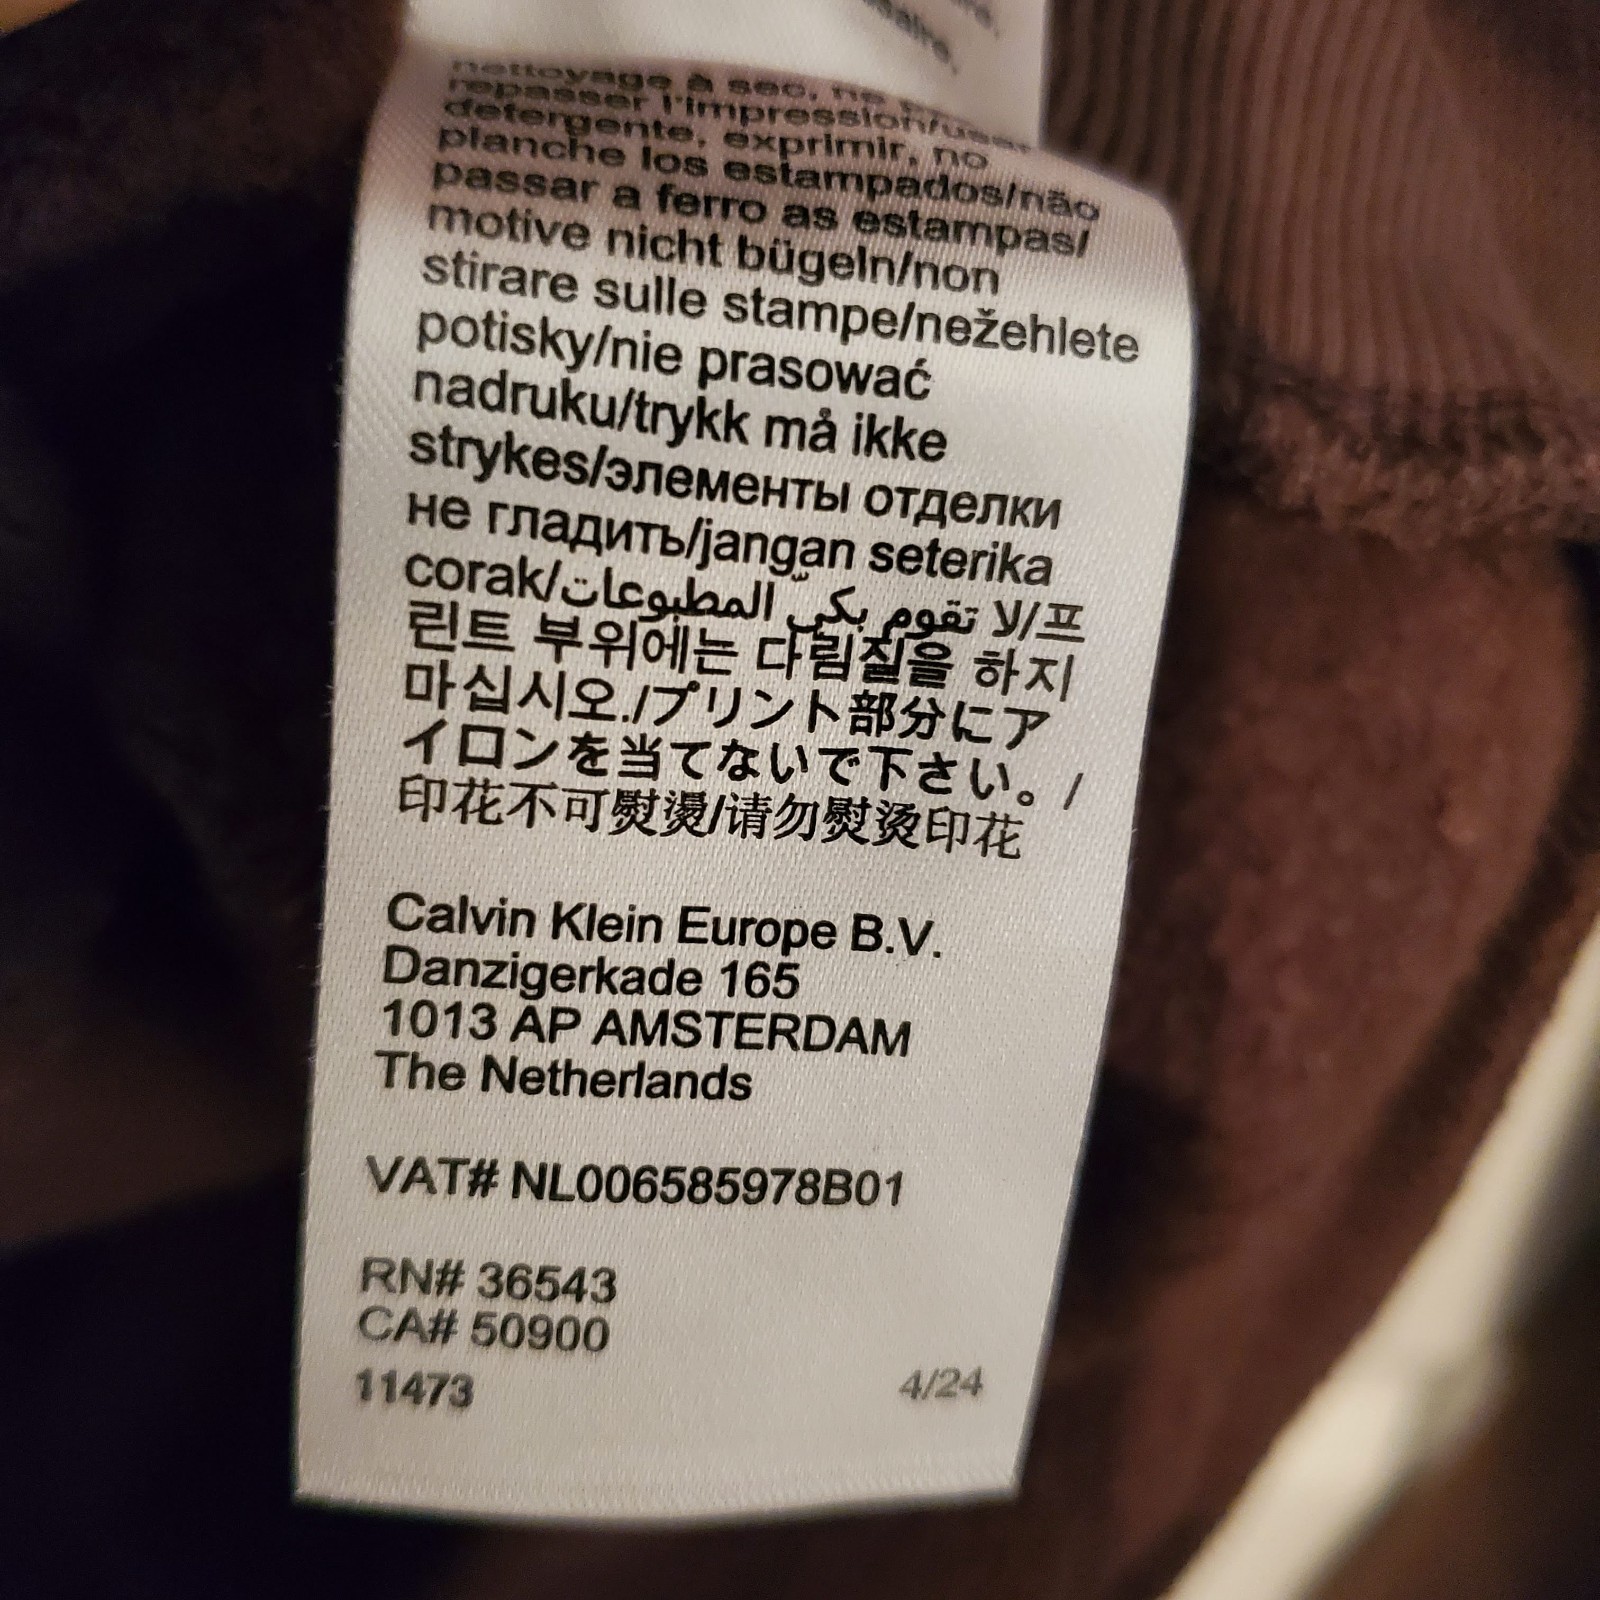 nettoyage à sec, ne
repasser l'impression/
detergente, exprimir, no
planche los estampados/não
passar a ferro as estampas/
motive nicht bügeln/non
stirare sulle stampe/nežehlete
potisky/nie prasować
nadruku/trykk må ikke
strykes/элементы отделки
не гладить/jangan seterika
corak/لا تقوم بكيّ المطبوعات/프
린트 부위에는 다림질을 하지
마십시오./プリント部分にア
イロンを当てないで下さい。/
印花不可熨燙/请勿熨烫印花
Calvin Klein Europe B.V.
Danzigerkade 165
1013 AP AMSTERDAM
The Netherlands
VAT# NL006585978B01
RN# 36543
CA# 50900
11473 4/24